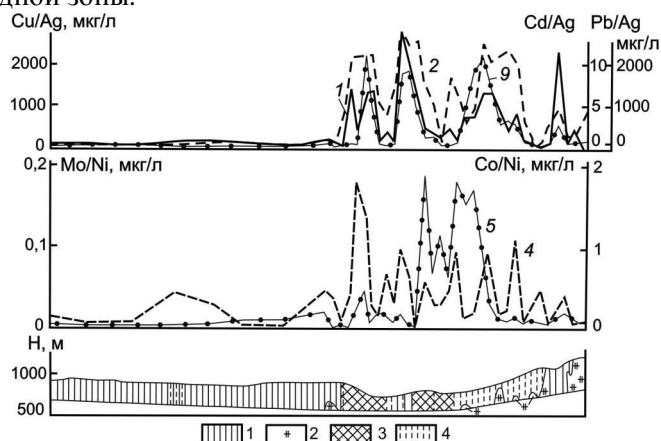 дной зоны.
Cu/Ag, мкг/л Cd/Ag Pb/Ag
мкг/л
2000 10 2000
1000 5 1000
0 0 0
1 2 9
0,2 Mo/Ni, мкг/л Co/Ni, мкг/л 2
0,1 1
0 0
5 4
Н, м
1000
500
1 2 3 4